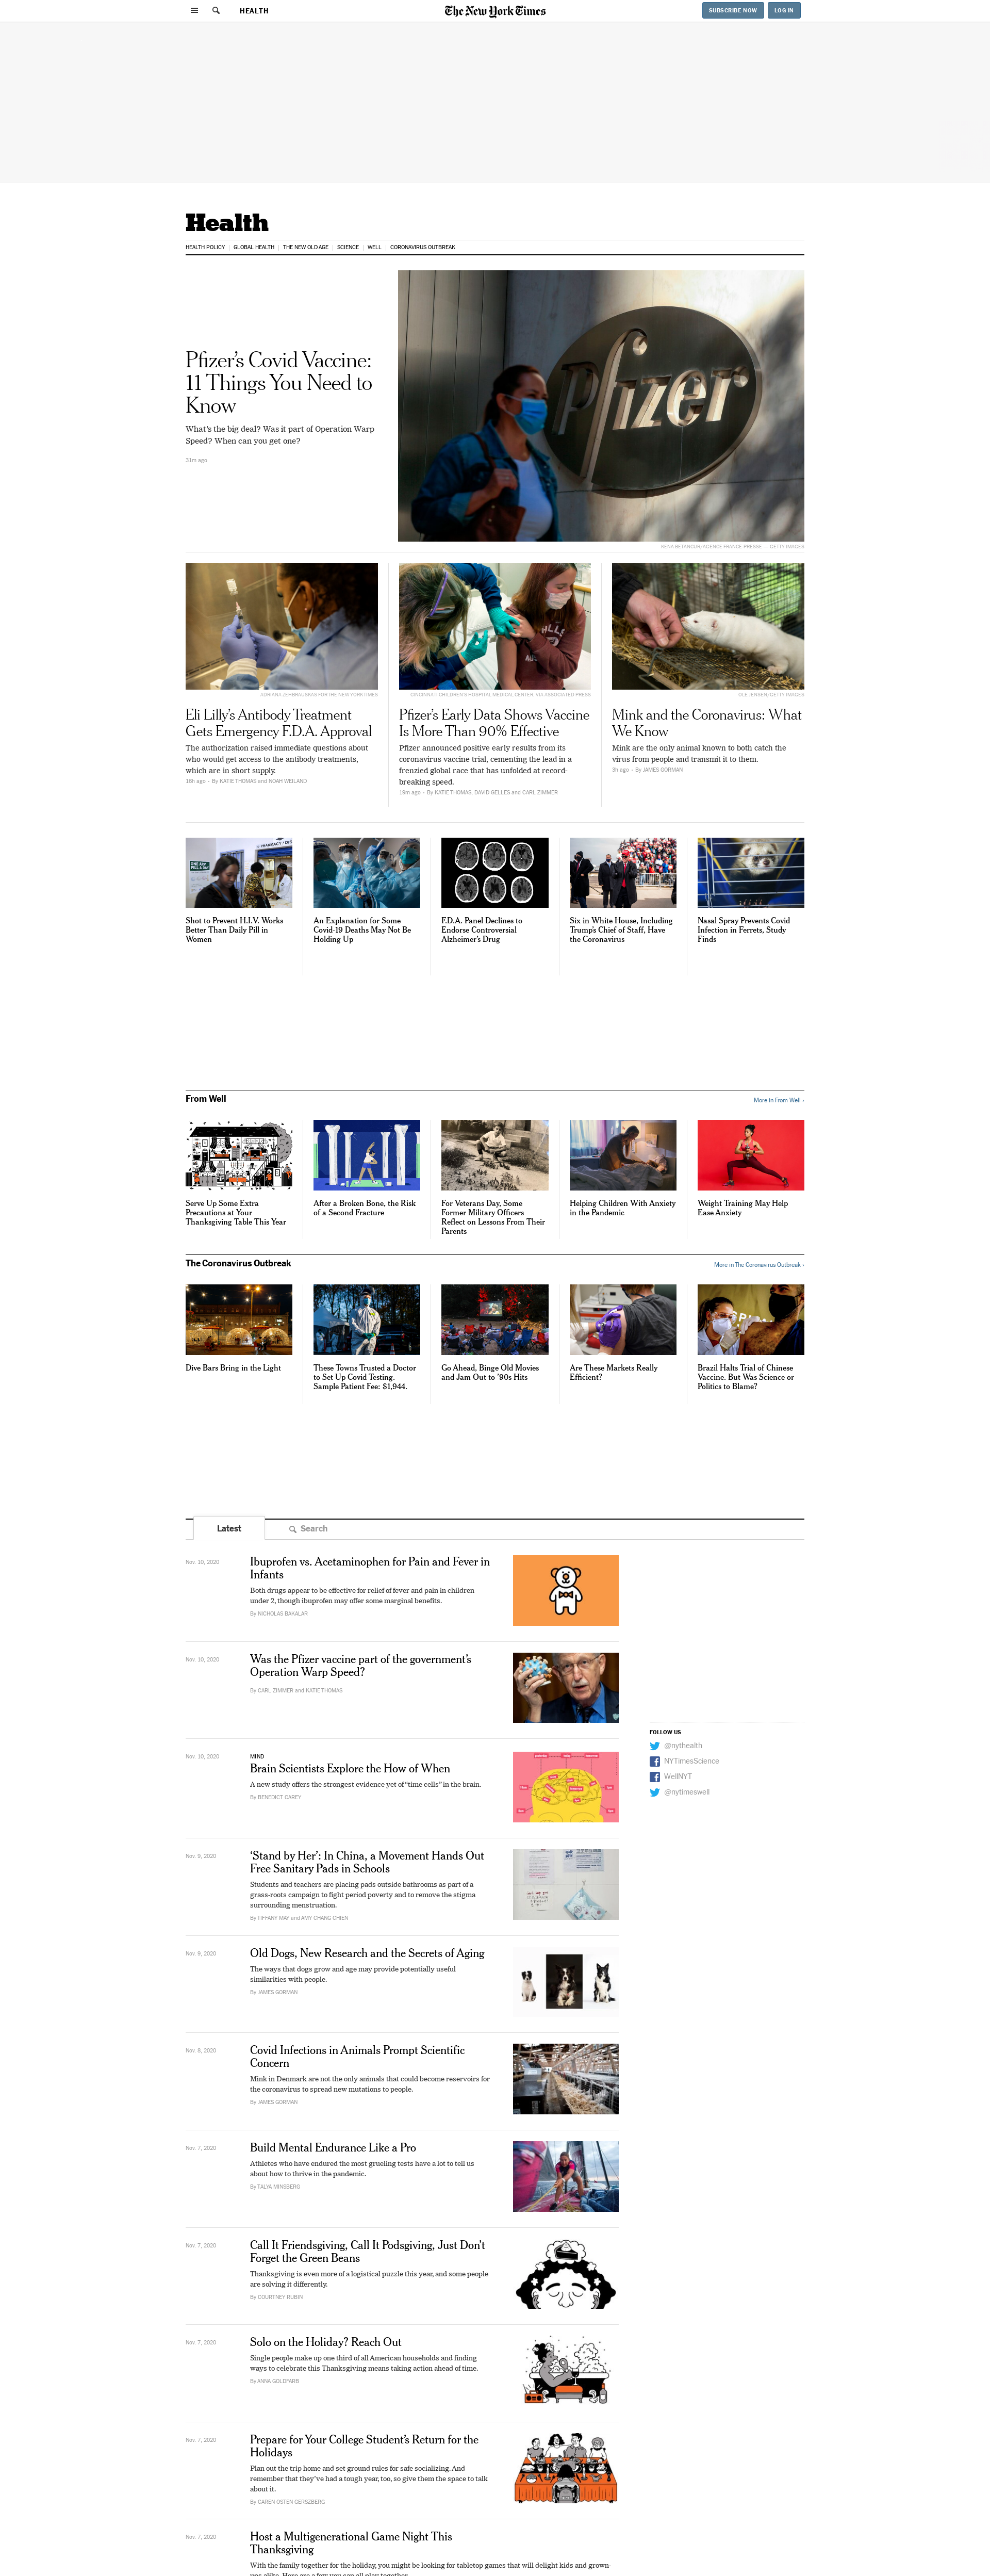 HEALTH
The New York Times
SUBSCRIBE NOW
LOG IN
Health
HEALTH POLICY
GLOBAL HEALTH
THE NEW OLD AGE
SCIENCE
WELL
CORONAVIRUS OUTBREAK
Pfizer’s Covid Vaccine:
11 Things You Need to
Know
What’s the big deal? Was it part of Operation Warp
Speed? When can you get one?
31m ago
Pfizer
KENA BETANCUR/AGENCE FRANCE-PRESSE — GETTY IMAGES
ADRIANA ZEHBRAUSKAS FOR THE NEW YORK TIMES
Eli Lilly’s Antibody Treatment
Gets Emergency F.D.A. Approval
The authorization raised immediate questions about
who would get access to the antibody treatments,
which are in short supply.
16h ago - By KATIE THOMAS and NOAH WEILAND
CINCINNATI CHILDREN'S HOSPITAL MEDICAL CENTER, VIA ASSOCIATED PRESS
Pfizer’s Early Data Shows Vaccine
Is More Than 90% Effective
Pfizer announced positive early results from its
coronavirus vaccine trial, cementing the lead in a
frenzied global race that has unfolded at record-
breaking speed.
19m ago - By KATIE THOMAS, DAVID GELLES and CARL ZIMMER
OLE JENSEN/GETTY IMAGES
Mink and the Coronavirus: What
We Know
Mink are the only animal known to both catch the
virus from people and transmit it to them.
3h ago - By JAMES GORMAN
Shot to Prevent H.I.V. Works
Better Than Daily Pill in
Women
An Explanation for Some
Covid-19 Deaths May Not Be
Holding Up
F.D.A. Panel Declines to
Endorse Controversial
Alzheimer’s Drug
Six in White House, Including
Trump’s Chief of Staff, Have
the Coronavirus
Nasal Spray Prevents Covid
Infection in Ferrets, Study
Finds
From Well
More in From Well ›
Serve Up Some Extra
Precautions at Your
Thanksgiving Table This Year
After a Broken Bone, the Risk
of a Second Fracture
For Veterans Day, Some
Former Military Officers
Reflect on Lessons From Their
Parents
Helping Children With Anxiety
in the Pandemic
Weight Training May Help
Ease Anxiety
The Coronavirus Outbreak
More in The Coronavirus Outbreak ›
Dive Bars Bring in the Light
These Towns Trusted a Doctor
to Set Up Covid Testing.
Sample Patient Fee: $1,944.
Go Ahead, Binge Old Movies
and Jam Out to ’90s Hits
Are These Markets Really
Efficient?
Brazil Halts Trial of Chinese
Vaccine. But Was Science or
Politics to Blame?
Latest
Search
Nov. 10, 2020
Ibuprofen vs. Acetaminophen for Pain and Fever in
Infants
Both drugs appear to be effective for relief of fever and pain in children
under 2, though ibuprofen may offer some marginal benefits.
By NICHOLAS BAKALAR
Nov. 10, 2020
Was the Pfizer vaccine part of the government’s
Operation Warp Speed?
By CARL ZIMMER and KATIE THOMAS
FOLLOW US
@nythealth
NYTimesScience
WellNYT
@nytimeswell
Nov. 10, 2020
MIND
Brain Scientists Explore the How of When
A new study offers the strongest evidence yet of “time cells” in the brain.
By BENEDICT CAREY
Nov. 9, 2020
‘Stand by Her’: In China, a Movement Hands Out
Free Sanitary Pads in Schools
Students and teachers are placing pads outside bathrooms as part of a
grass-roots campaign to fight period poverty and to remove the stigma
surrounding menstruation.
By TIFFANY MAY and AMY CHANG CHIEN
Nov. 9, 2020
Old Dogs, New Research and the Secrets of Aging
The ways that dogs grow and age may provide potentially useful
similarities with people.
By JAMES GORMAN
Nov. 8, 2020
Covid Infections in Animals Prompt Scientific
Concern
Mink in Denmark are not the only animals that could become reservoirs for
the coronavirus to spread new mutations to people.
By JAMES GORMAN
Nov. 7, 2020
Build Mental Endurance Like a Pro
Athletes who have endured the most grueling tests have a lot to tell us
about how to thrive in the pandemic.
By TALYA MINSBERG
Nov. 7, 2020
Call It Friendsgiving, Call It Podsgiving, Just Don’t
Forget the Green Beans
Thanksgiving is even more of a logistical puzzle this year, and some people
are solving it differently.
By COURTNEY RUBIN
Nov. 7, 2020
Solo on the Holiday? Reach Out
Single people make up one third of all American households and finding
ways to celebrate this Thanksgiving means taking action ahead of time.
By ANNA GOLDFARB
Nov. 7, 2020
Prepare for Your College Student’s Return for the
Holidays
Plan out the trip home and set ground rules for safe socializing. And
remember that they’ve had a tough year, too, so give them the space to talk
about it.
By CAREN OSTEN GERSZBERG
Nov. 7, 2020
Host a Multigenerational Game Night This
Thanksgiving
With the family together for the holiday, you might be looking for tabletop games that will delight kids and grown-